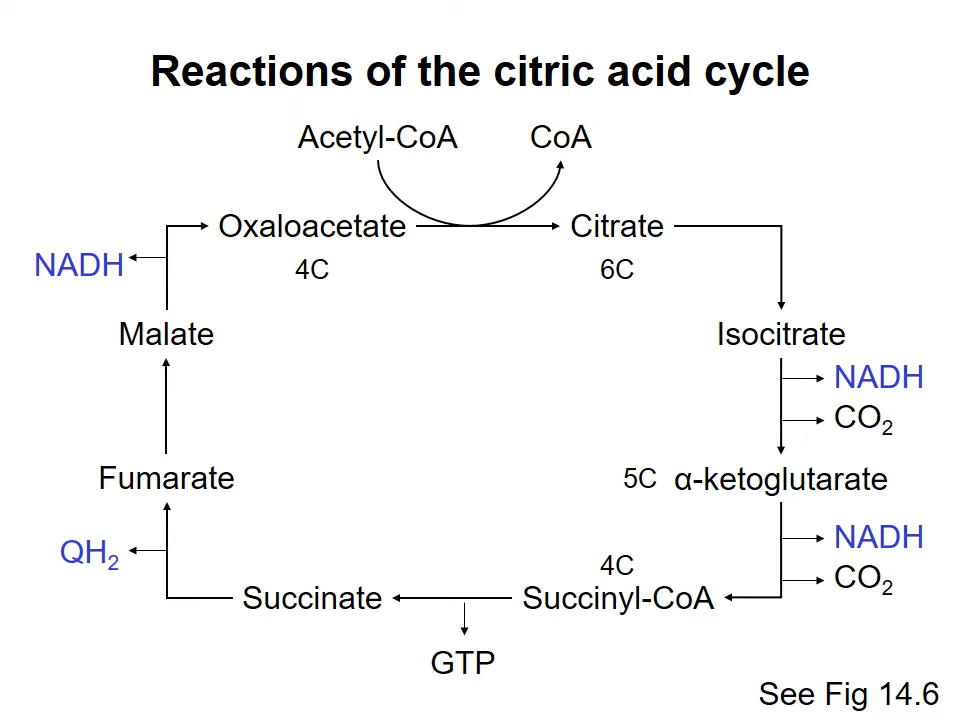 Reactions of the citric acid cycle
Acetyl-CoA
CoA
Oxaloacetate
Citrate
4C
6C
NADH
Malate
Isocitrate
NADH
CO₂
Fumarate
5C
α-ketoglutarate
QH₂
NADH
4C
CO₂
Succinate
Succinyl-CoA
GTP
See Fig 14.6